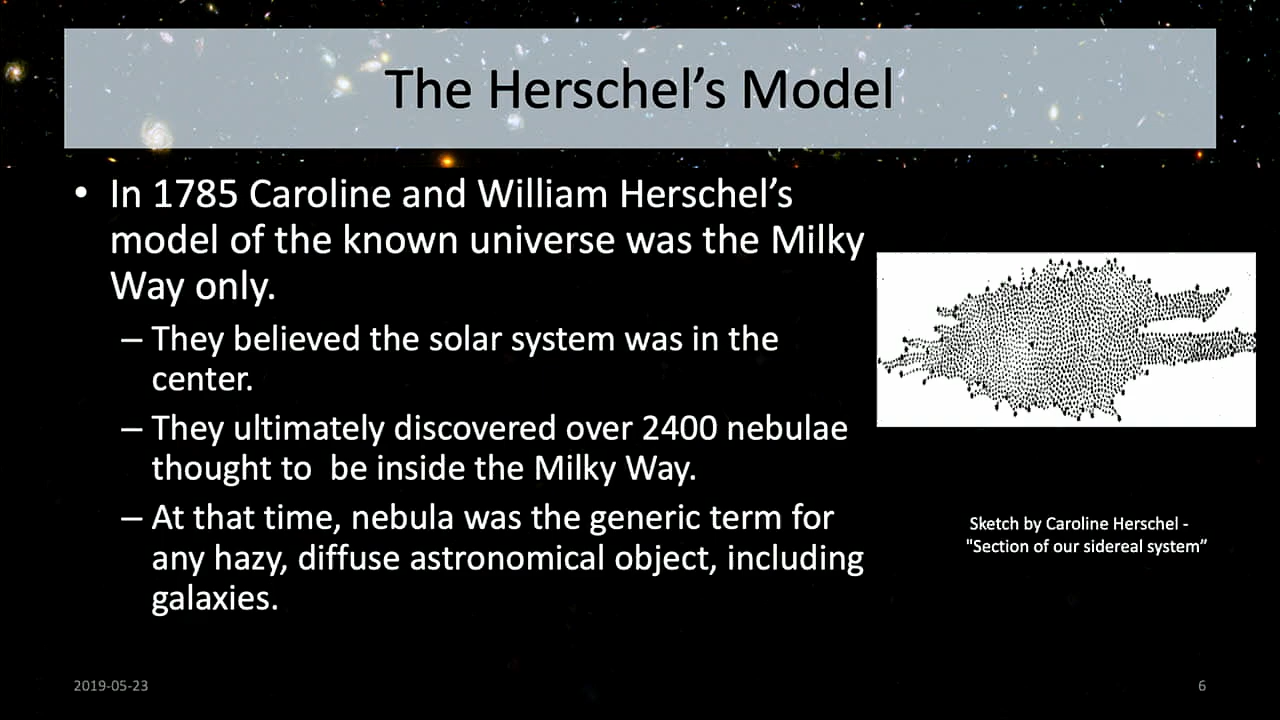 The Herschel’s Model
• In 1785 Caroline and William Herschel’s
model of the known universe was the Milky
Way only.
– They believed the solar system was in the
center.
– They ultimately discovered over 2400 nebulae
thought to  be inside the Milky Way.
– At that time, nebula was the generic term for
any hazy, diffuse astronomical object, including
galaxies.
Sketch by Caroline Herschel -
"Section of our sidereal system”
2019-05-23
6